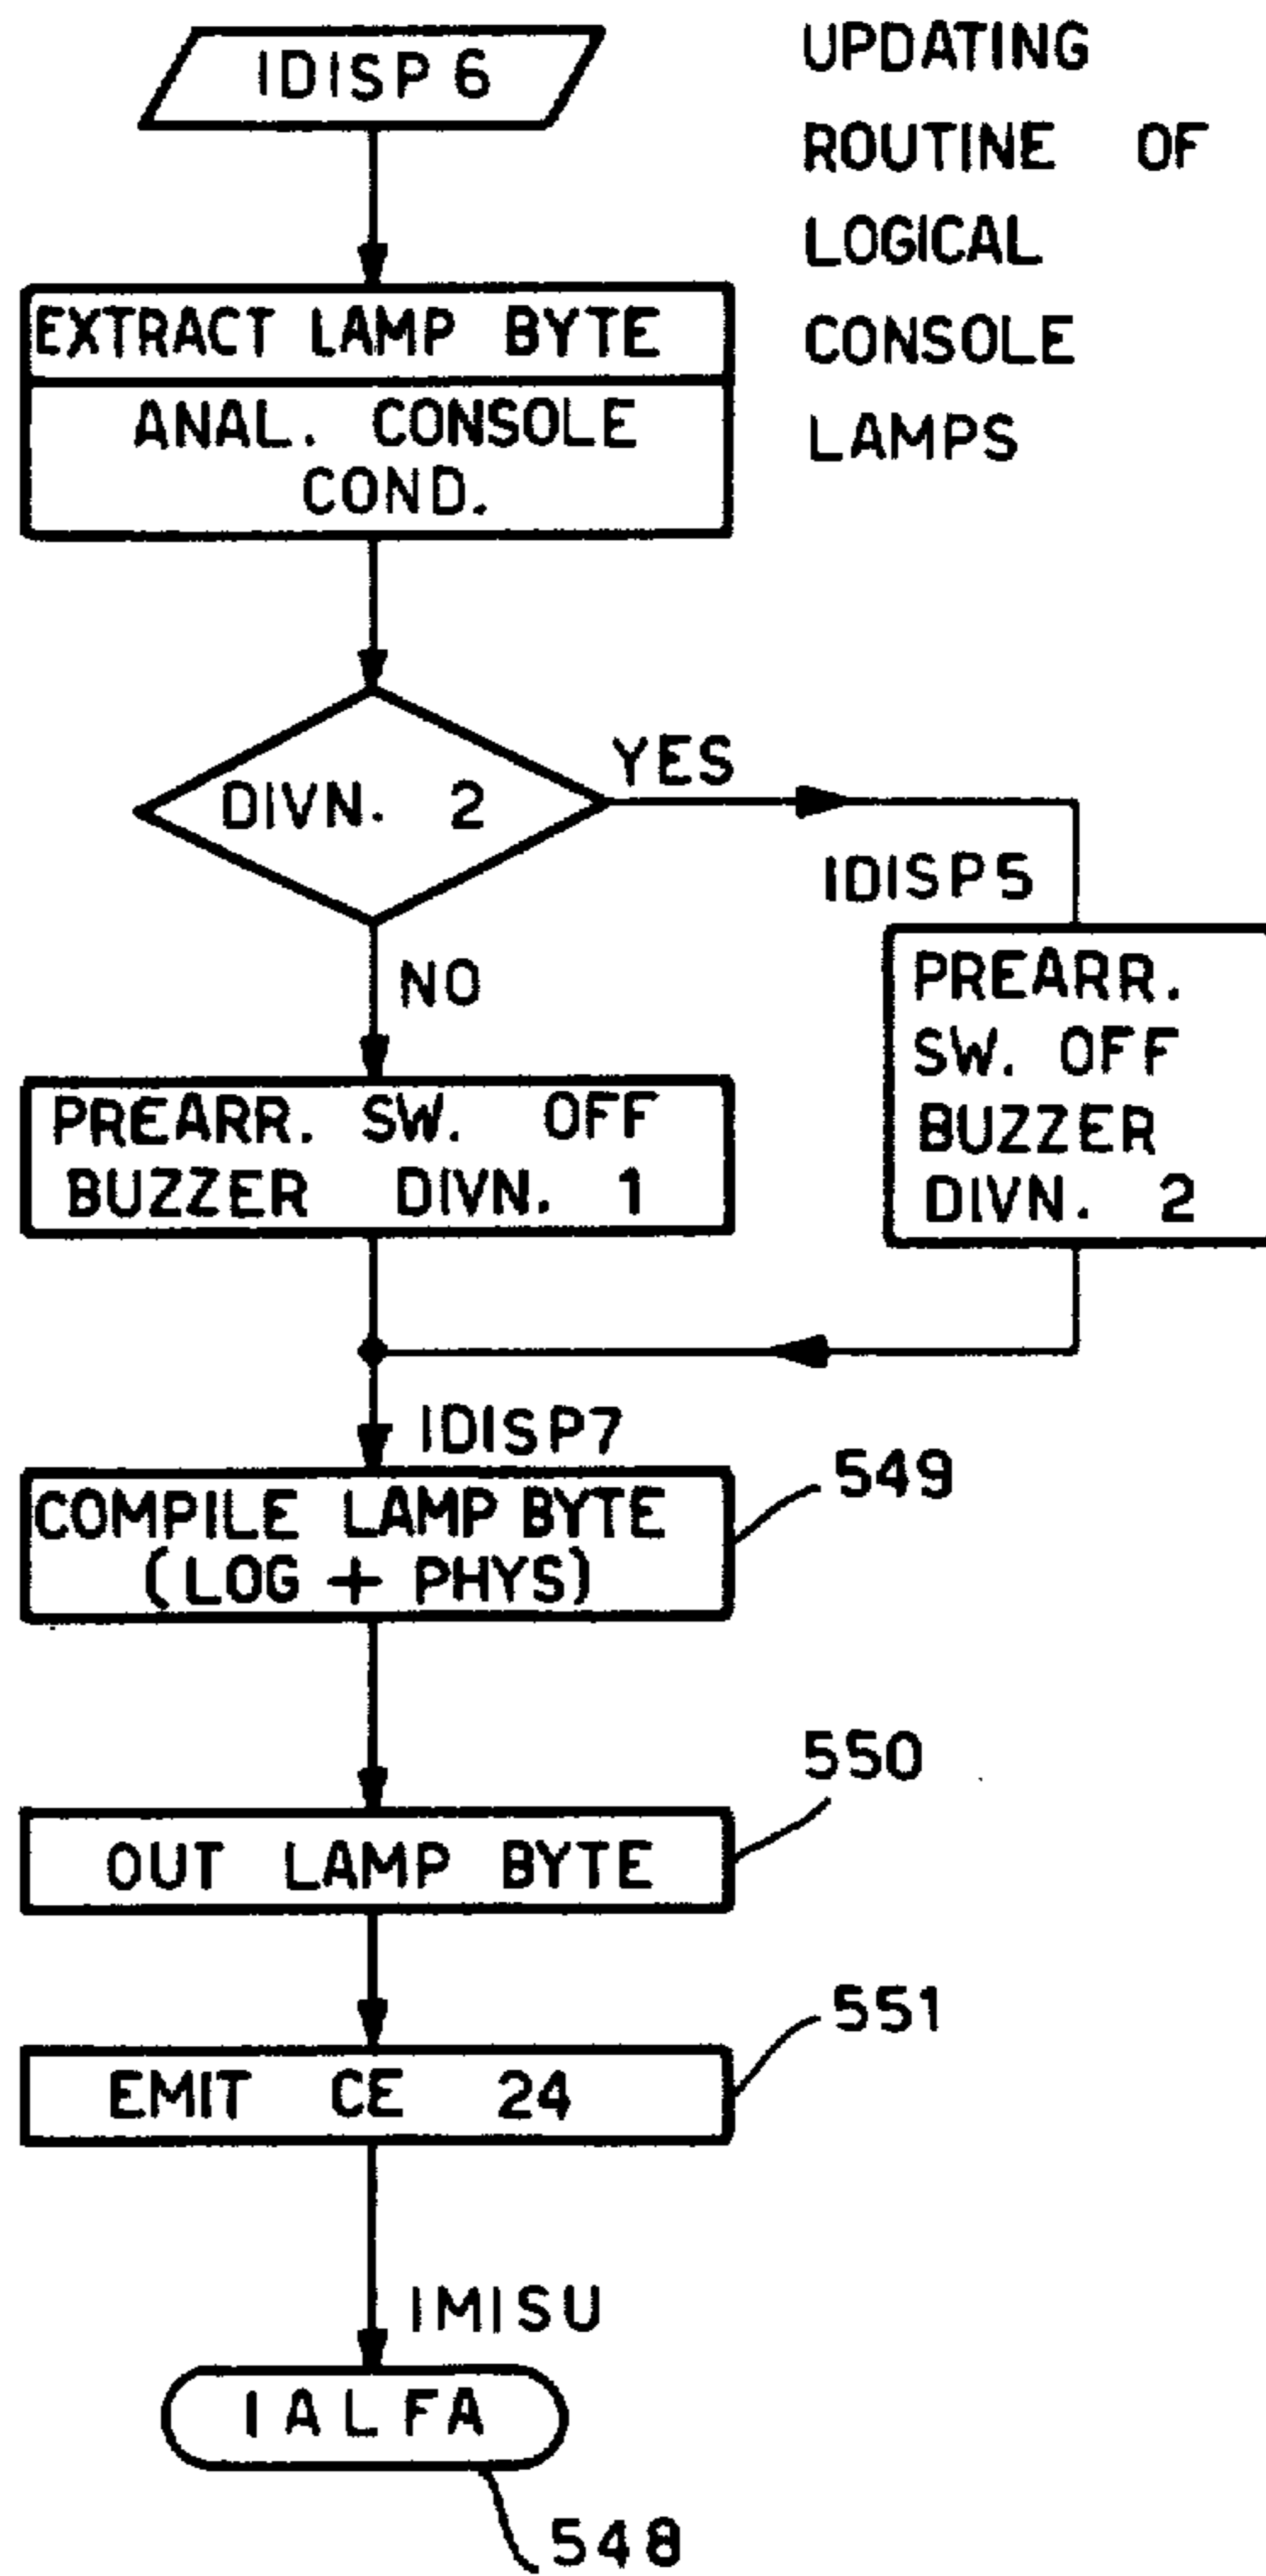 IDISP 6
UPDATING
ROUTINE OF
LOGICAL
CONSOLE
LAMPS
EXTRACT LAMP BYTE
ANAL. CONSOLE
COND.
DIVN. 2
YES
IDISP5
NO
PREARR.
SW. OFF
BUZZER
DIVN. 2
PREARR. SW. OFF
BUZZER DIVN. 1
IDISP7
COMPILE LAMP BYTE
(LOG + PHYS)
549
550
OUT LAMP BYTE
551
EMIT CE 24
IMISU
IALFA
548